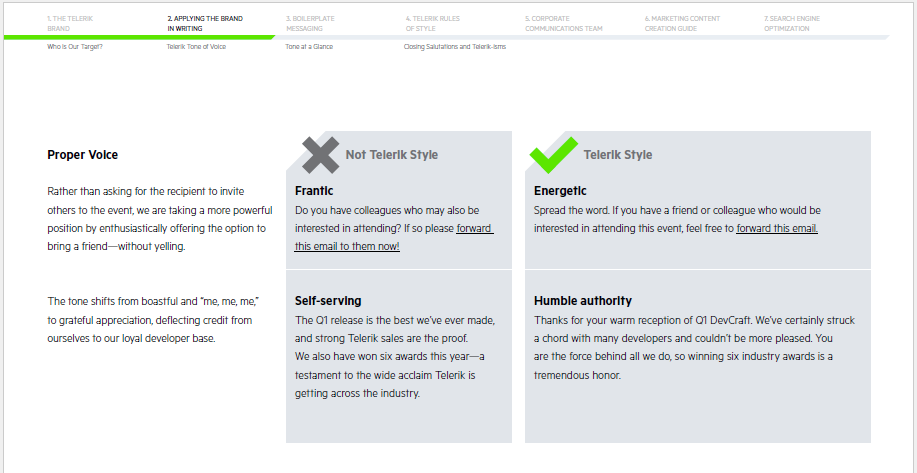 1. THE TELERIK
BRAND
2. APPLYING THE BRAND
IN WRITING
3. BOILERPLATE
MESSAGING
4. TELERIK RULES
OF STYLE
5. CORPORATE
COMMUNICATIONS TEAM
6. MARKETING CONTENT
CREATION GUIDE
7. SEARCH ENGINE
OPTIMIZATION
Who Is Our Target?
Telerik Tone of Voice
Tone at a Glance
Closing Salutations and Telerik-isms
Proper Voice
Rather than asking for the recipient to invite
others to the event, we are taking a more powerful
position by enthusiastically offering the option to
bring a friend—without yelling.
The tone shifts from boastful and “me, me, me,”
to grateful appreciation, deflecting credit from
ourselves to our loyal developer base.
Not Telerik Style
Frantic
Do you have colleagues who may also be
interested in attending? If so please forward
this email to them now!
Self-serving
The Q1 release is the best we’ve ever made,
and strong Telerik sales are the proof.
We also have won six awards this year—a
testament to the wide acclaim Telerik is
getting across the industry.
Telerik Style
Energetic
Spread the word. If you have a friend or colleague who would be
interested in attending this event, feel free to forward this email.
Humble authority
Thanks for your warm reception of Q1 DevCraft. We’ve certainly struck
a chord with many developers and couldn’t be more pleased. You
are the force behind all we do, so winning six industry awards is a
tremendous honor.